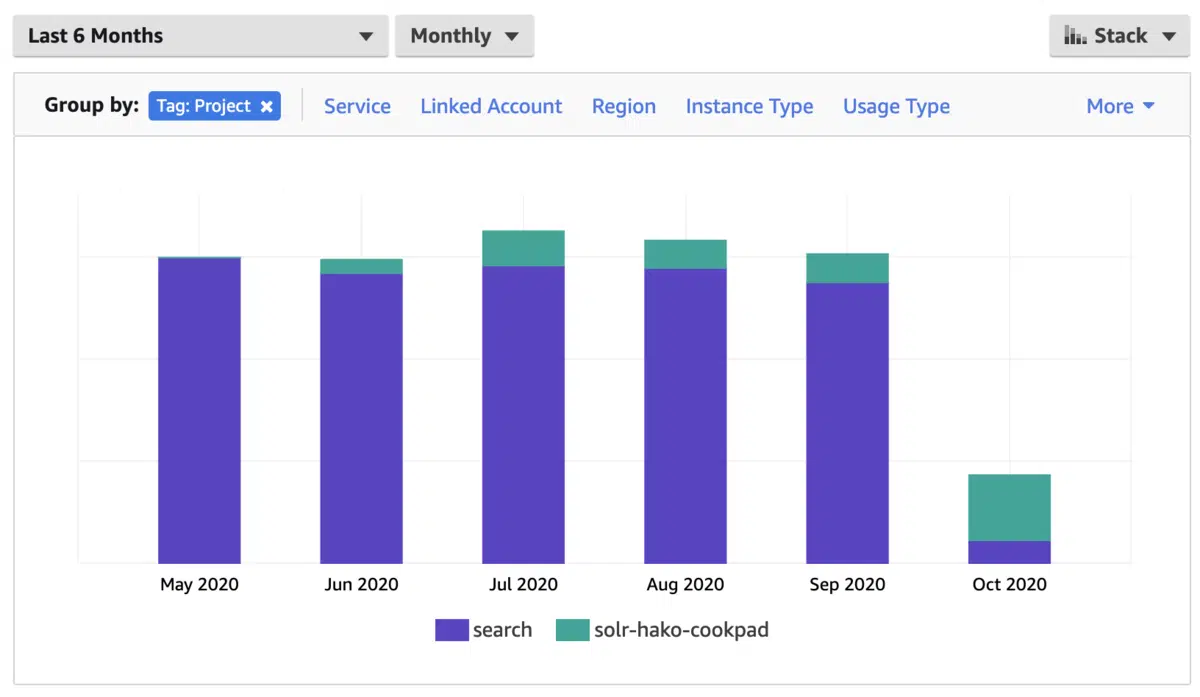 Last 6 Months Monthly Stack
Group by: Tag: Project Service Linked Account Region Instance Type Usage Type More
May 2020 Jun 2020 Jul 2020 Aug 2020 Sep 2020 Oct 2020
search solr-hako-cookpad